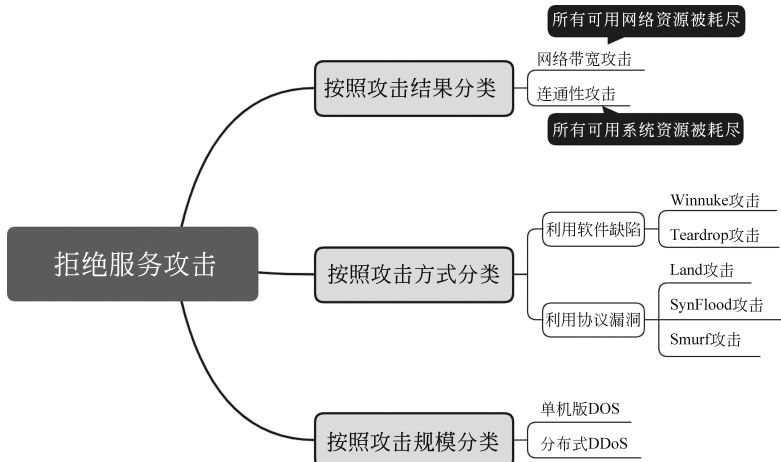 所有可用网络资源被耗尽
网络带宽攻击
按照攻击结果分类
连通性攻击
所有可用系统资源被耗尽
Winnuke攻击
利用软件缺陷
Teardrop攻击
拒绝服务攻击
按照攻击方式分类
Land攻击
SynFlood攻击
利用协议漏洞
Smurf攻击
单机版DOS
按照攻击规模分类
分布式DDoS